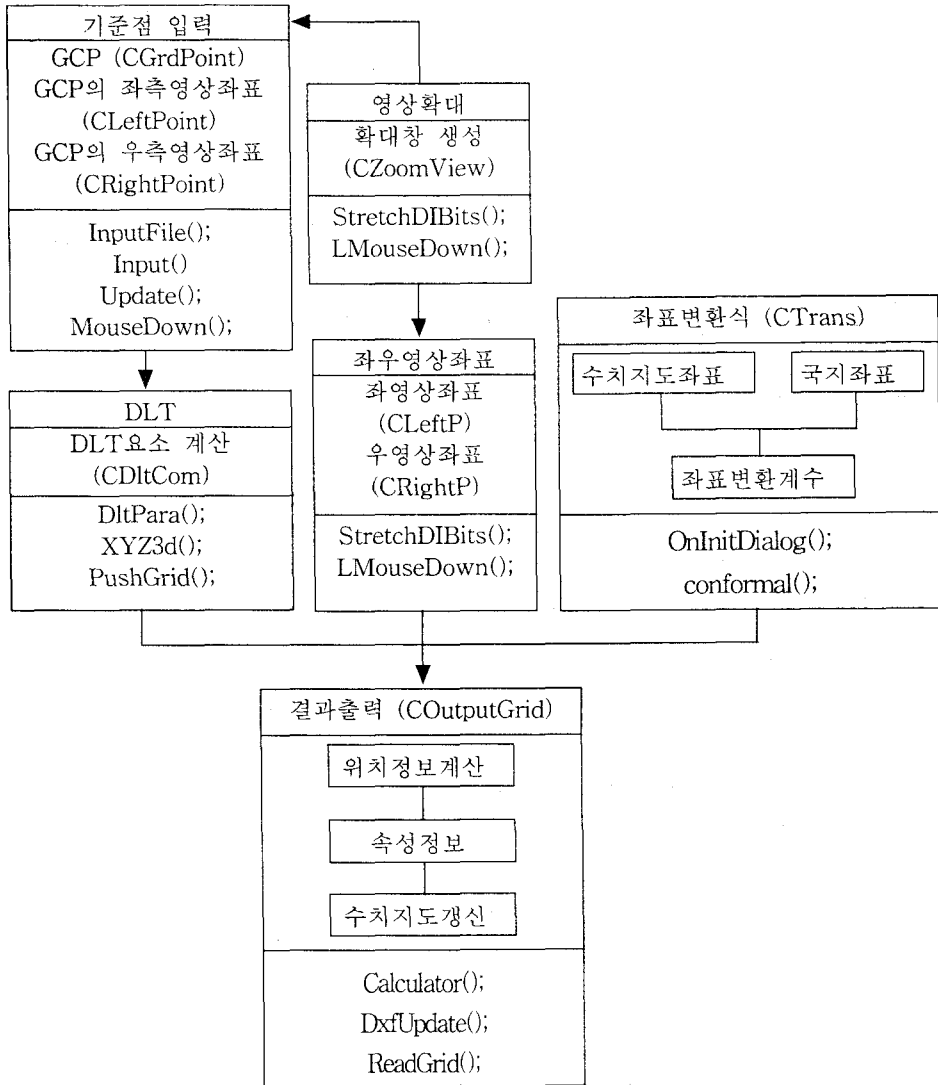 기준점 입력
GCP (CGrdPoint)
GCP의 좌측영상좌표
(CLeftPoint)
GCP의 우측영상좌표
(CRightPoint)
InputFile();
Input()
Update();
MouseDown();
영상확대
확대창 생성
(CZoomView)
StretchDIBits();
LMouseDown();
DLT
DLT요소 계산
(CDltCom)
DltPara();
XYZ3d();
PushGrid();
좌우영상좌표
좌영상좌표
(CLeftP)
우영상좌표
(CRightP)
StretchDIBits();
LMouseDown();
좌표변환식 (CTrans)
수치지도좌표
국지좌표
좌표변환계수
OnInitDialog();
conformal();
결과출력 (COutputGrid)
위치정보계산
속성정보
수치지도갱신
Calculator();
DxfUpdate();
ReadGrid();